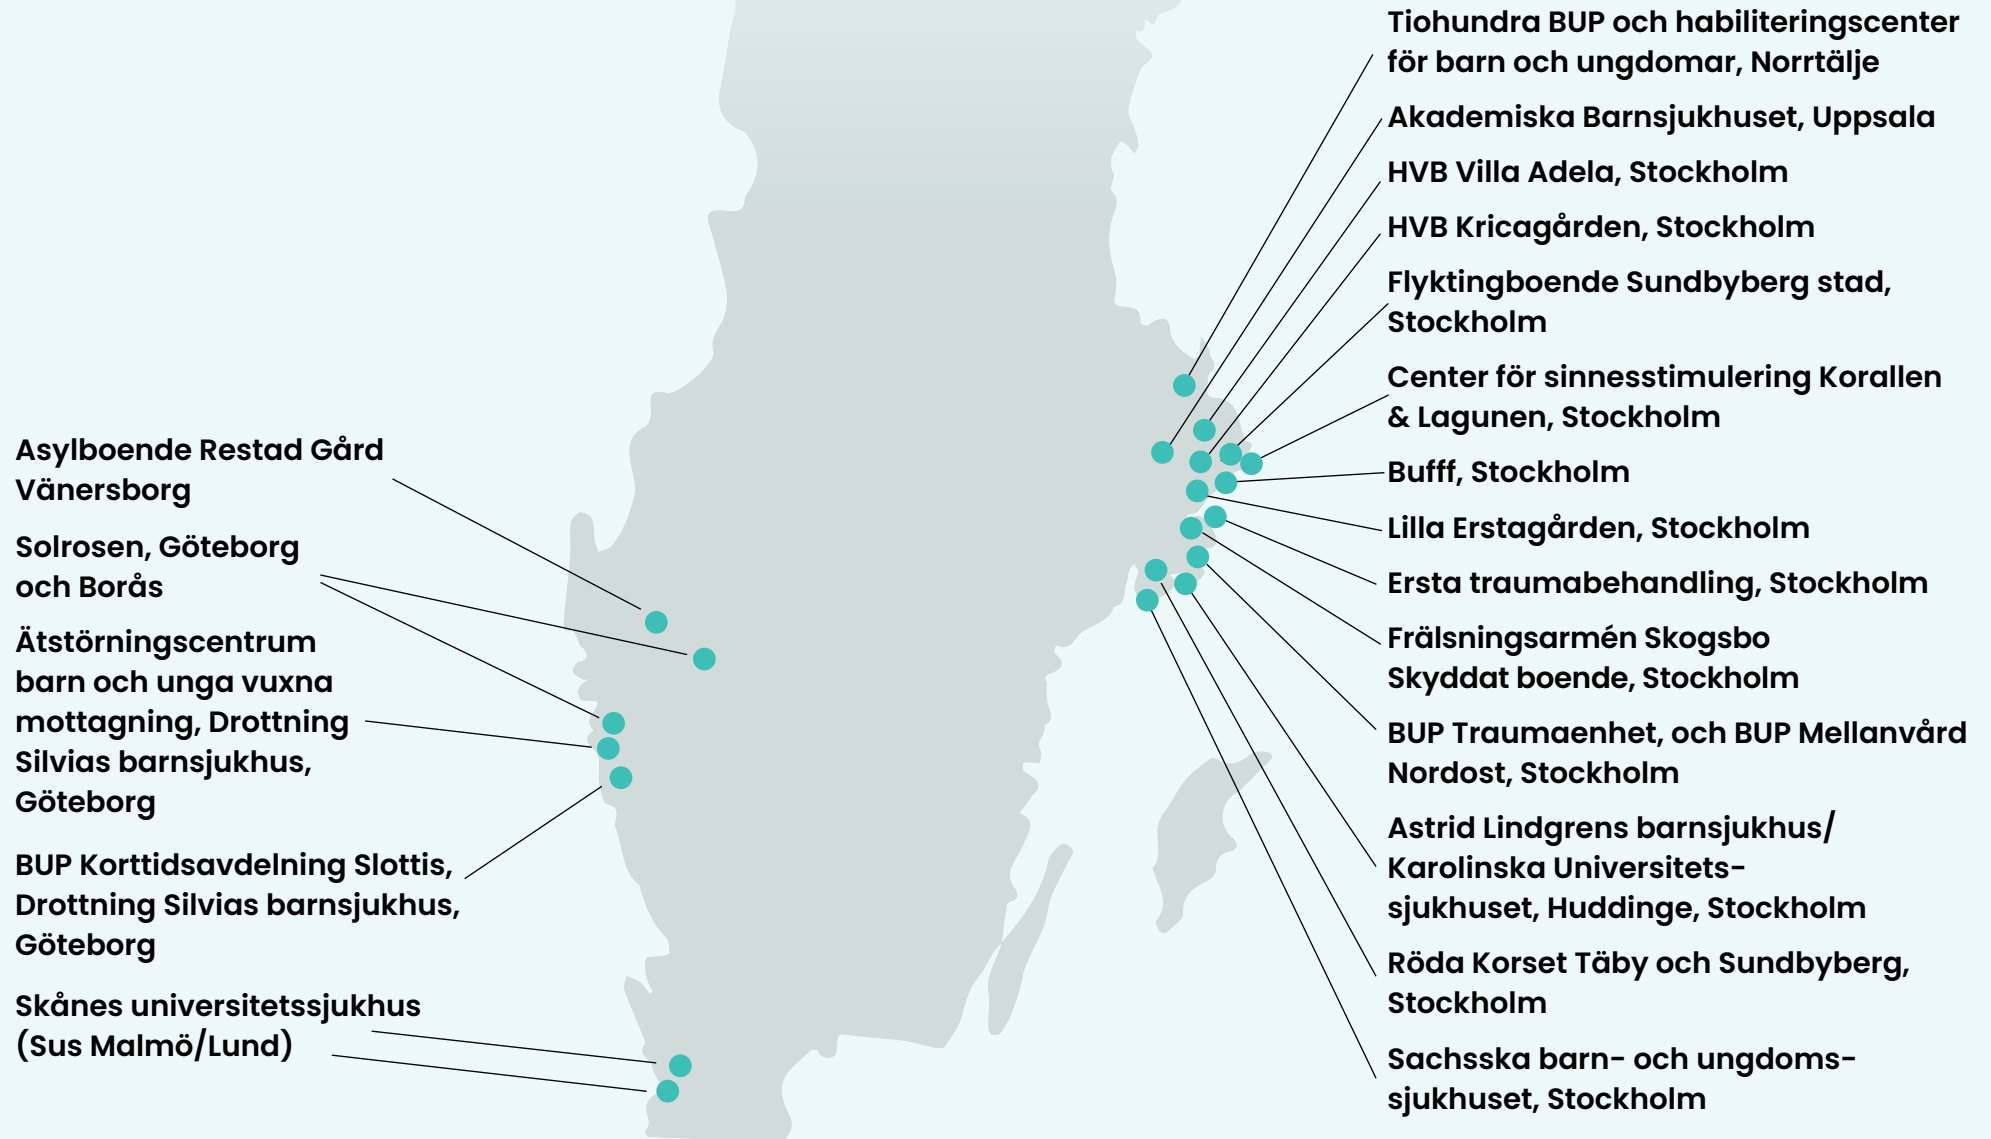 Asylboende Restad Gård
Vänersborg
Solrosen, Göteborg
och Borås
Ätstörningscentrum
barn och unga vuxna
mottagning, Drottning
Silvias barnsjukhus,
Göteborg
BUP Korttidsavdelning Slottis,
Drottning Silvias barnsjukhus,
Göteborg
Skånes universitetssjukhus
(Sus Malmö/Lund)
Tiohundra BUP och habiliteringscenter
för barn och ungdomar, Norrtälje
Akademiska Barnsjukhuset, Uppsala
HVB Villa Adela, Stockholm
HVB Kricagården, Stockholm
Flyktingboende Sundbyberg stad,
Stockholm
Center för sinnesstimulering Korallen
& Lagunen, Stockholm
Bufff, Stockholm
Lilla Erstagården, Stockholm
Ersta traumabehandling, Stockholm
Frälsningsarmén Skogsbo
Skyddat boende, Stockholm
BUP Traumaenhet, och BUP Mellanvård
Nordost, Stockholm
Astrid Lindgrens barnsjukhus/
Karolinska Universitets-
sjukhuset, Huddinge, Stockholm
Röda Korset Täby och Sundbyberg,
Stockholm
Sachsska barn- och ungdoms-
sjukhuset, Stockholm